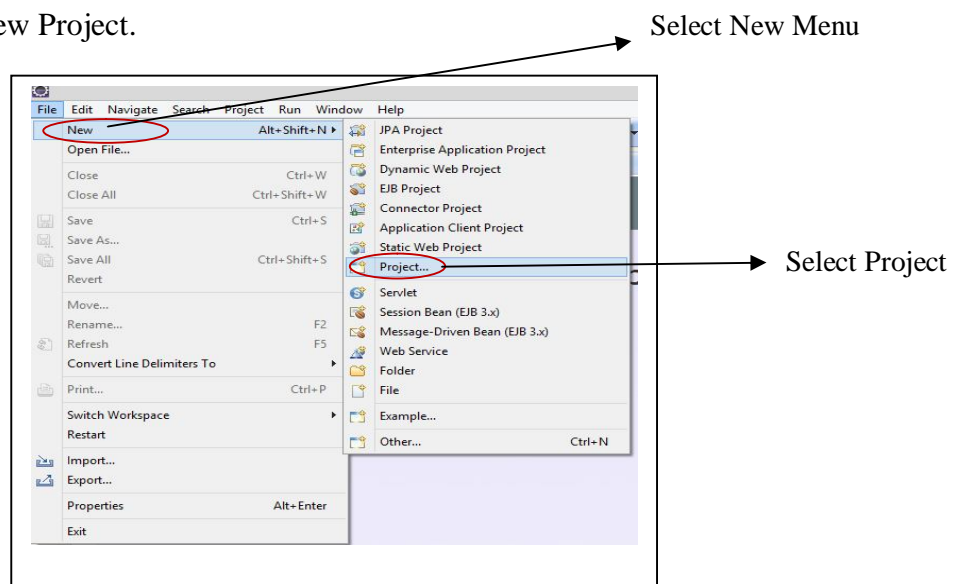 ew Project.
Select New Menu
File Edit Navigate Search Project Run Window Help
New Alt+Shift+N
Open File...
Close Ctrl+W
Close All Ctrl+Shift+W
Save Ctrl+S
Save As...
Save All Ctrl+Shift+S
Revert
Move...
Rename... F2
Refresh F5
Convert Line Delimiters To
Print... Ctrl+P
Switch Workspace
Restart
Import...
Export...
Properties Alt+Enter
Exit
JPA Project
Enterprise Application Project
Dynamic Web Project
EJB Project
Connector Project
Application Client Project
Static Web Project
Project...
Servlet
Session Bean (EJB 3.x)
Message-Driven Bean (EJB 3.x)
Web Service
Folder
File
Example...
Other... Ctrl+N
Select Project